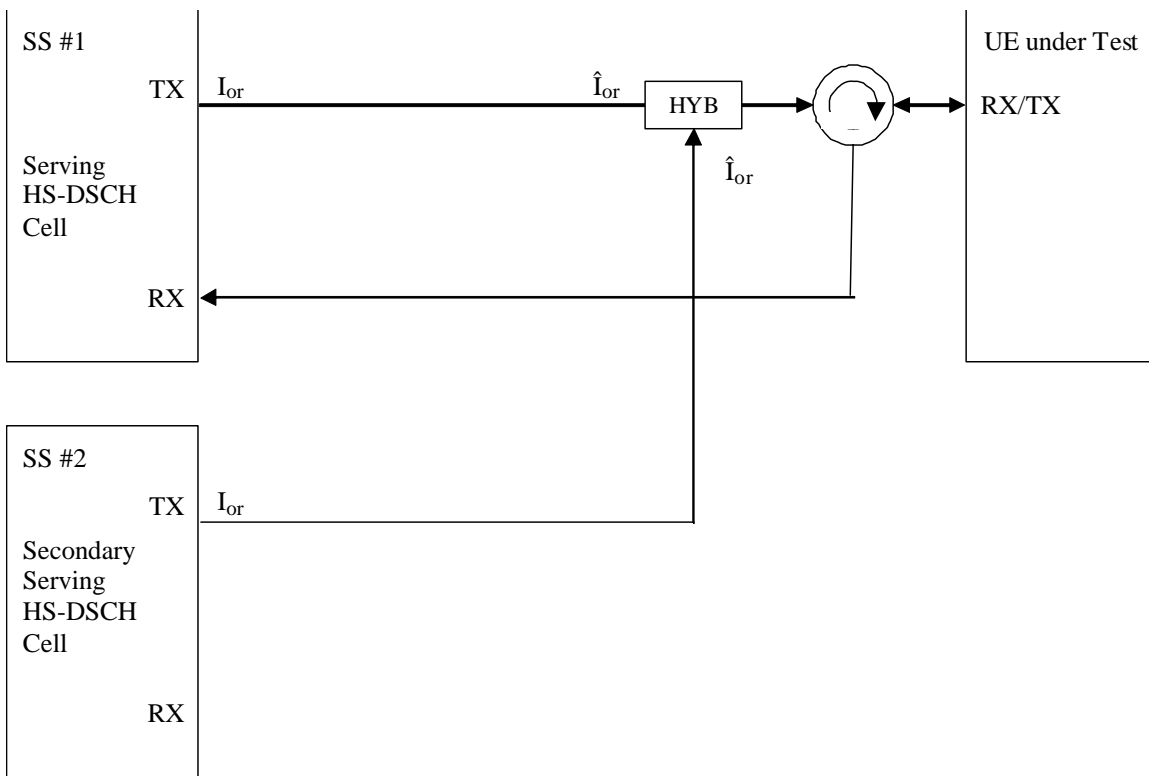 SS #1
UE under Test
TX
I_or
Î_or
HYB
RX/TX
Serving
HS-DSCH
Cell
Î_or
RX
SS #2
TX
I_or
Secondary
Serving
HS-DSCH
Cell
RX